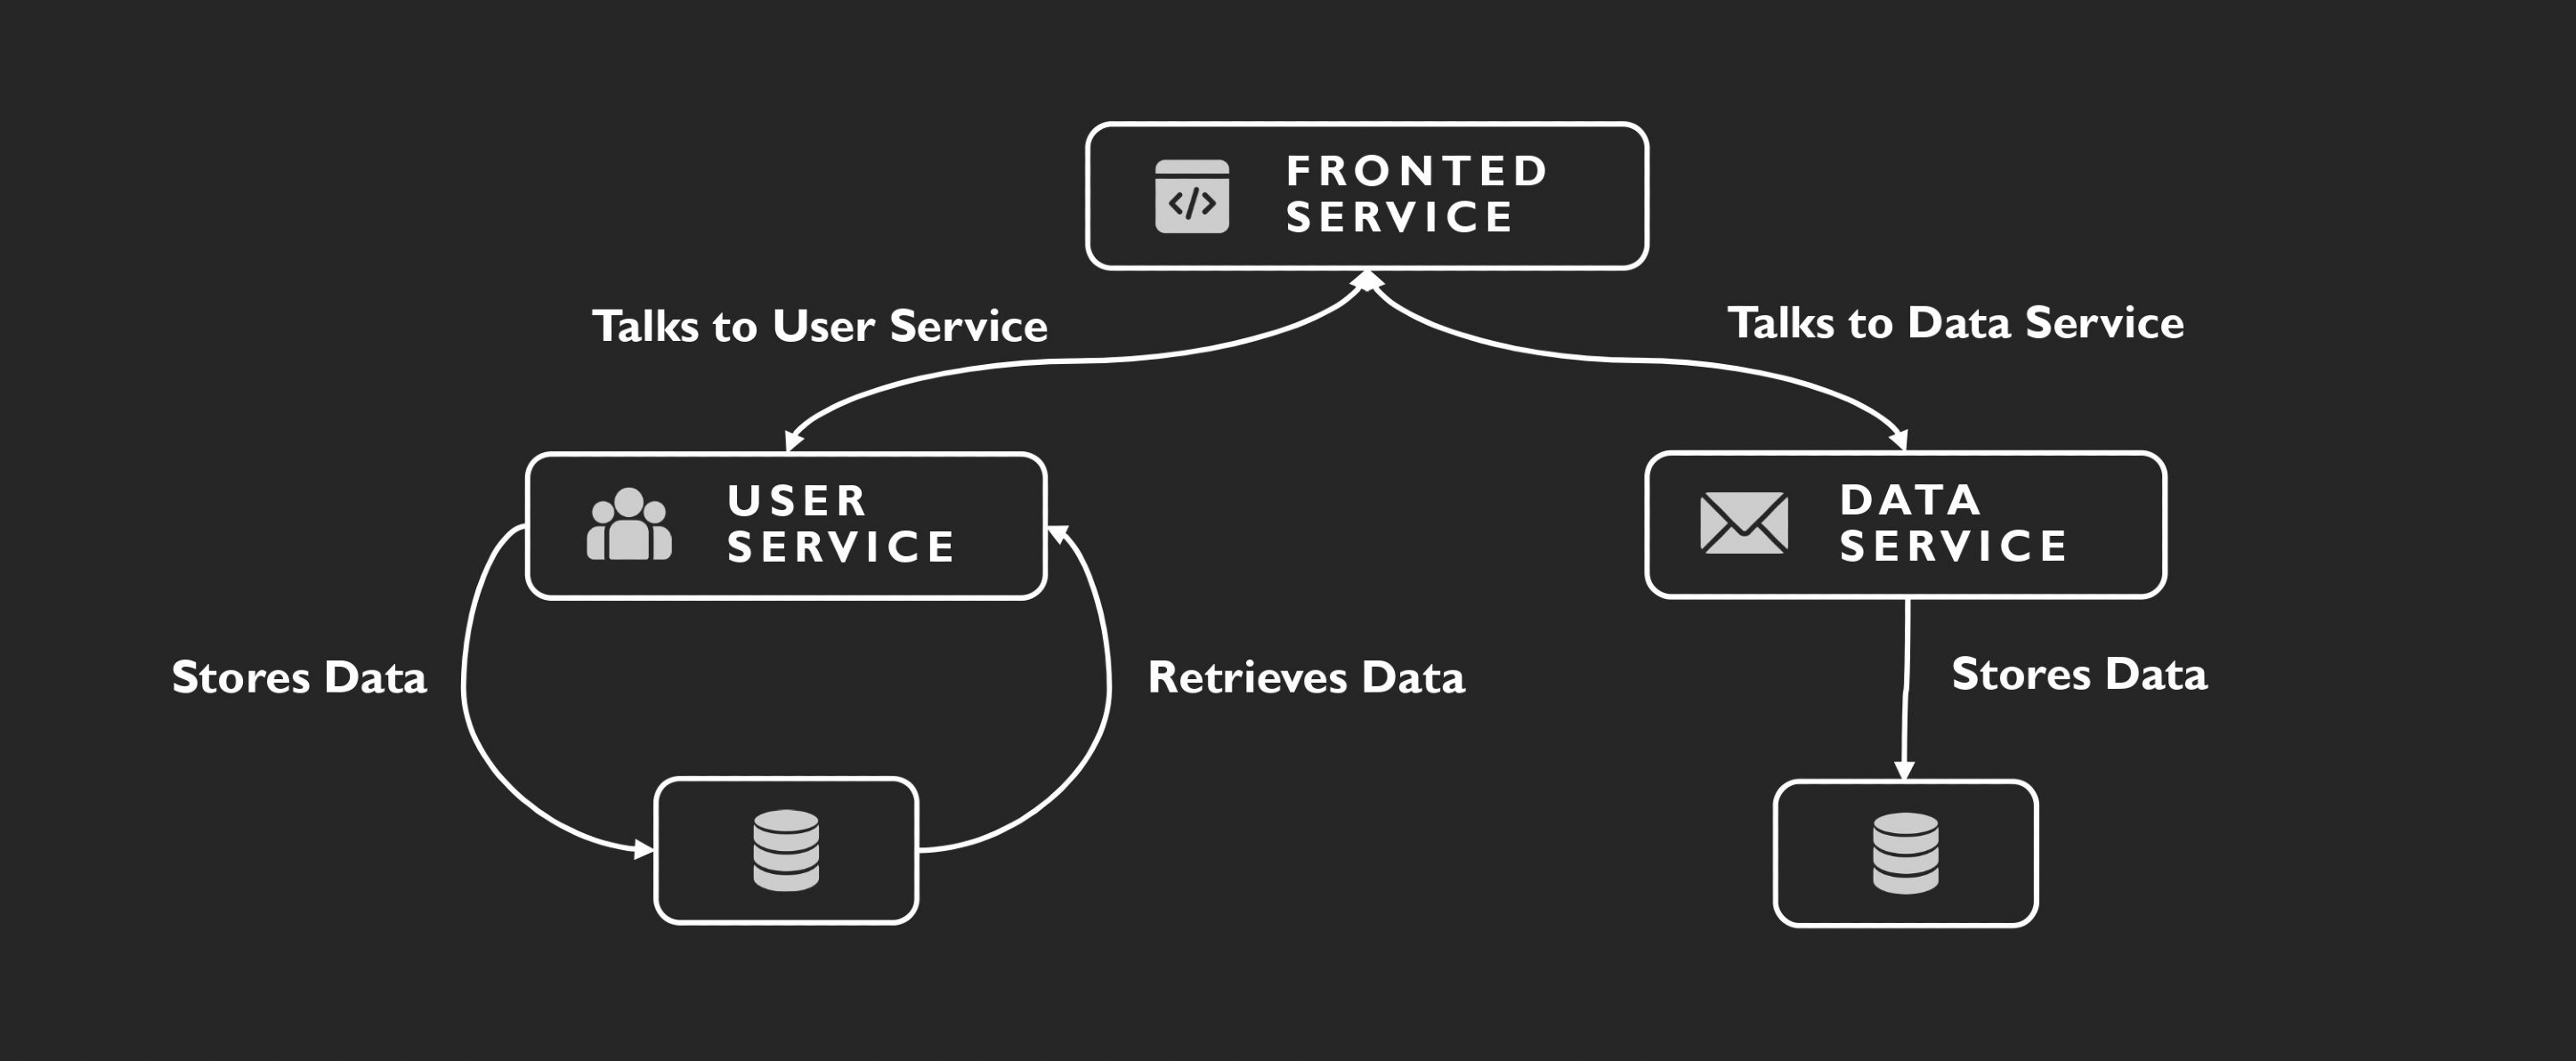 FRONTED
SERVICE
Talks to User Service
Talks to Data Service
USER
SERVICE
DATA
SERVICE
Stores Data
Retrieves Data
Stores Data